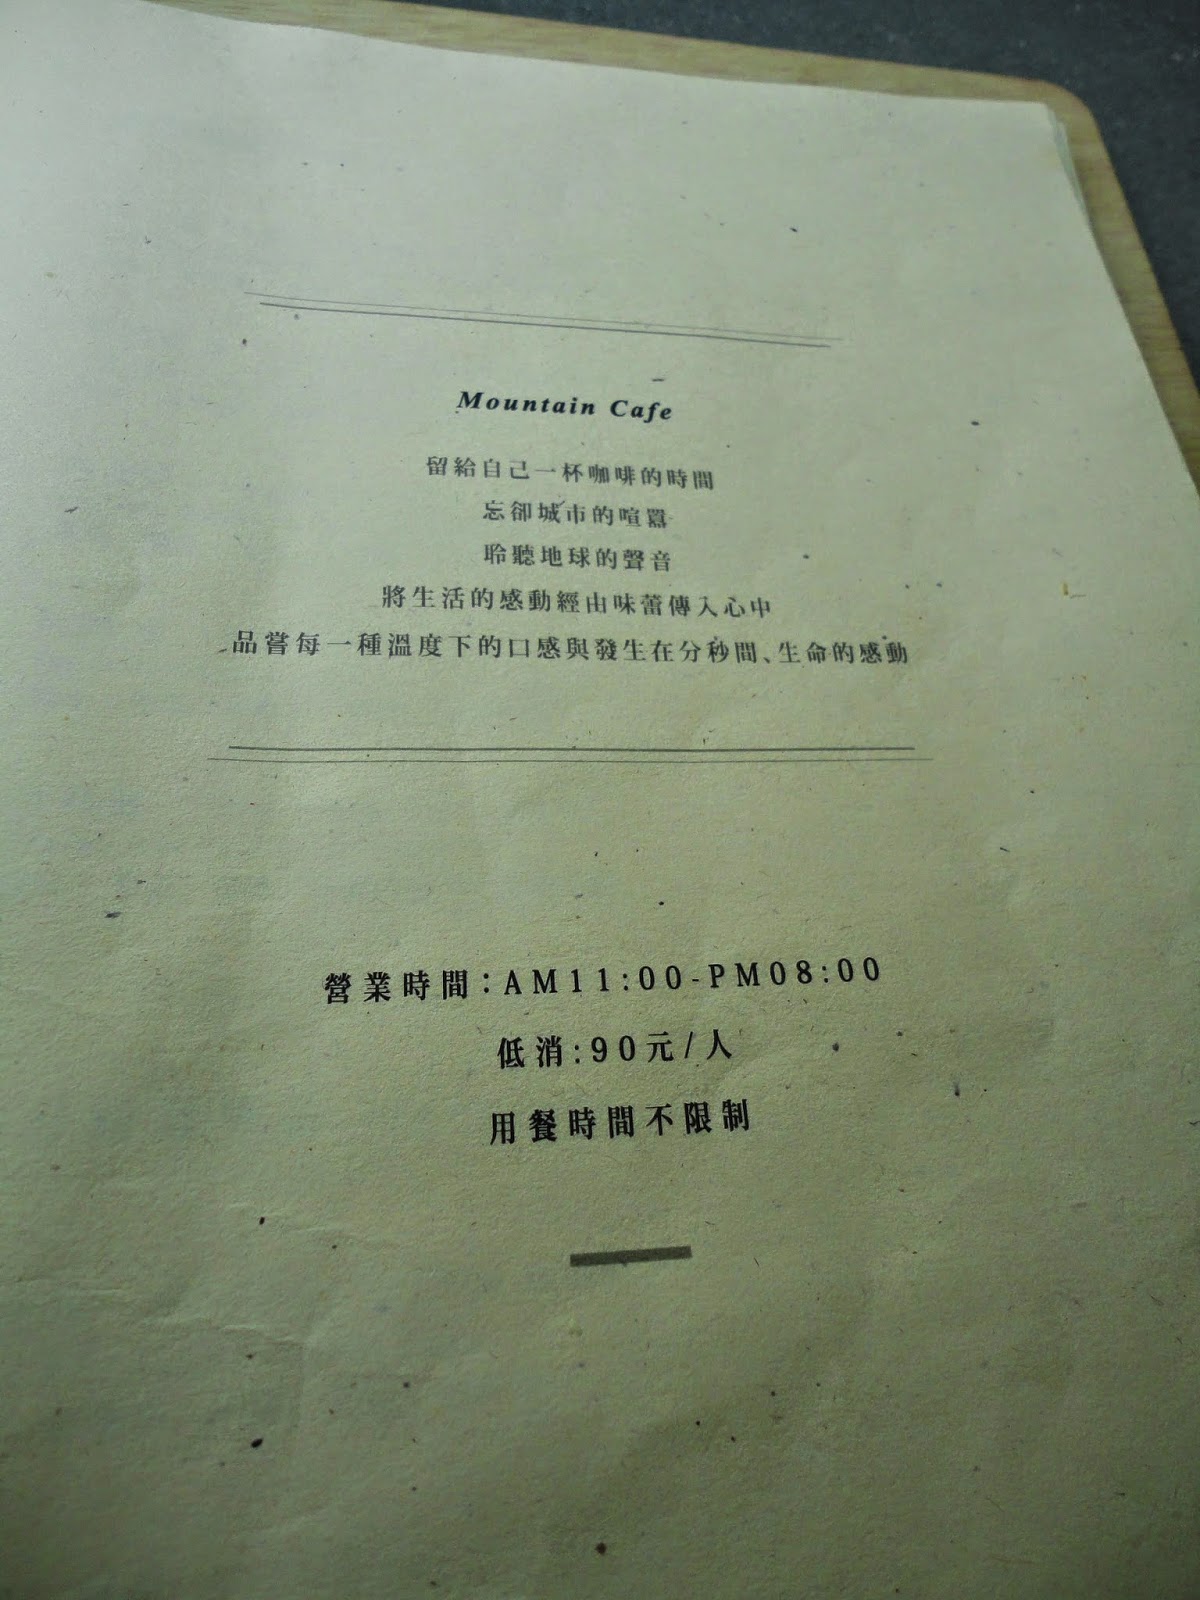 Mountain Cafe
留給自己一杯咖啡的時間
忘卻城市的喧囂
聆聽地球的聲音
將生活的感動經由味蕾傳入心中
品嘗每一種溫度下的口感與發生在分秒間、生命的感動
營業時間：AM11:00-PM08:00
低消:90元/人
用餐時間不限制